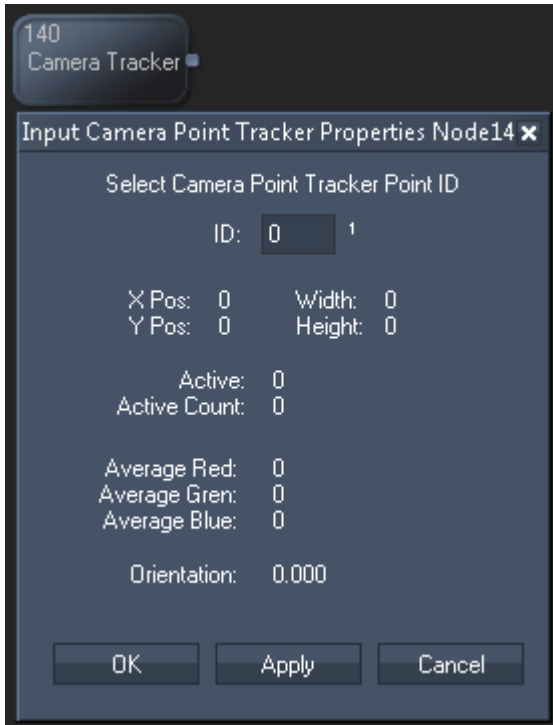 140
Camera Tracker
Input Camera Point Tracker Properties Node14
Select Camera Point Tracker Point ID
ID: 0 1
X Pos: 0 Width: 0
Y Pos: 0 Height: 0
Active: 0
Active Count: 0
Average Red: 0
Average Gren: 0
Average Blue: 0
Orientation: 0.000
OK Apply Cancel